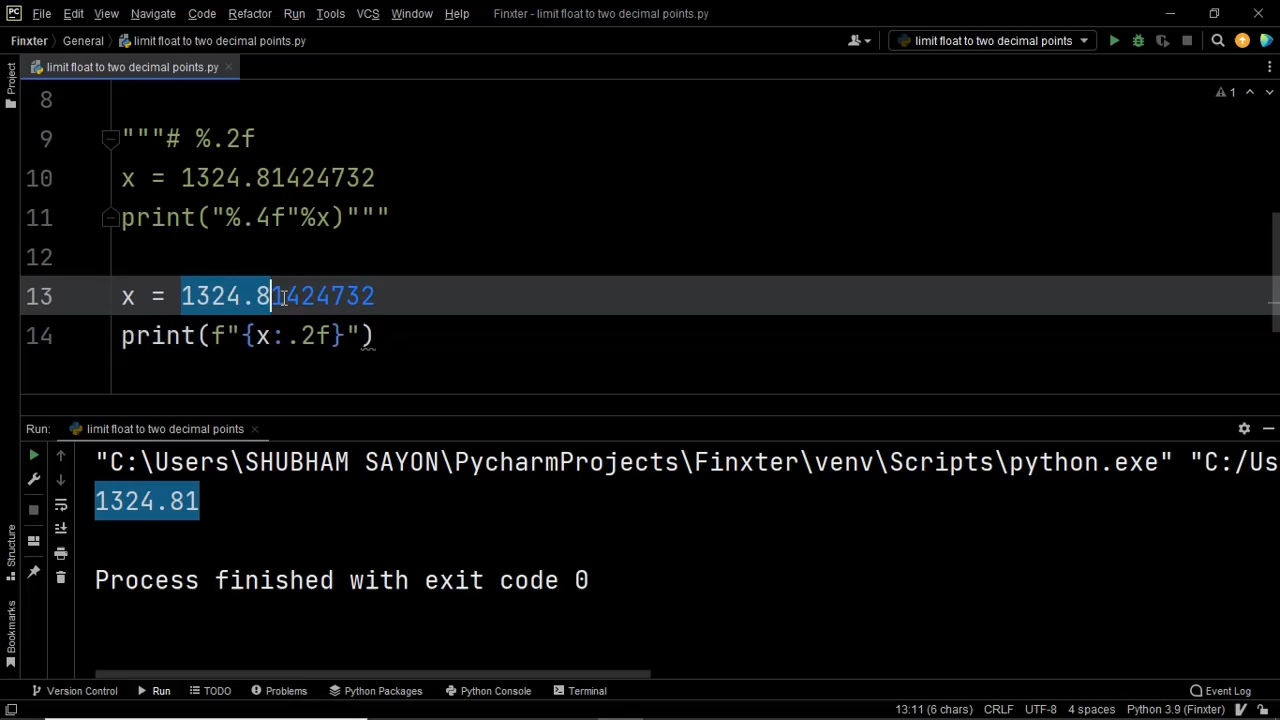 PC File Edit View Navigate Code Refactor Run Tools VCS Window Help Finxter - limit float to two decimal points.py
Finxter General limit float to two decimal points.py limit float to two decimal points
limit float to two decimal points.py
Project
1
8
9 """# %.2f
10 x = 1324.81424732
11 print("%.4f"%x)"""
12
13 x = 1324.81424732
14 print(f"{x:.2f}")
Run: limit float to two decimal points
"C:\Users\SHUBHAM SAYON\PycharmProjects\Finxter\venv\Scripts\python.exe" "C:/Us
1324.81
Process finished with exit code 0
Structure
Bookmarks
Version Control Run TODO Problems Python Packages Python Console Terminal Event Log
13:11 (6 chars) CRLF UTF-8 4 spaces Python 3.9 (Finxter)